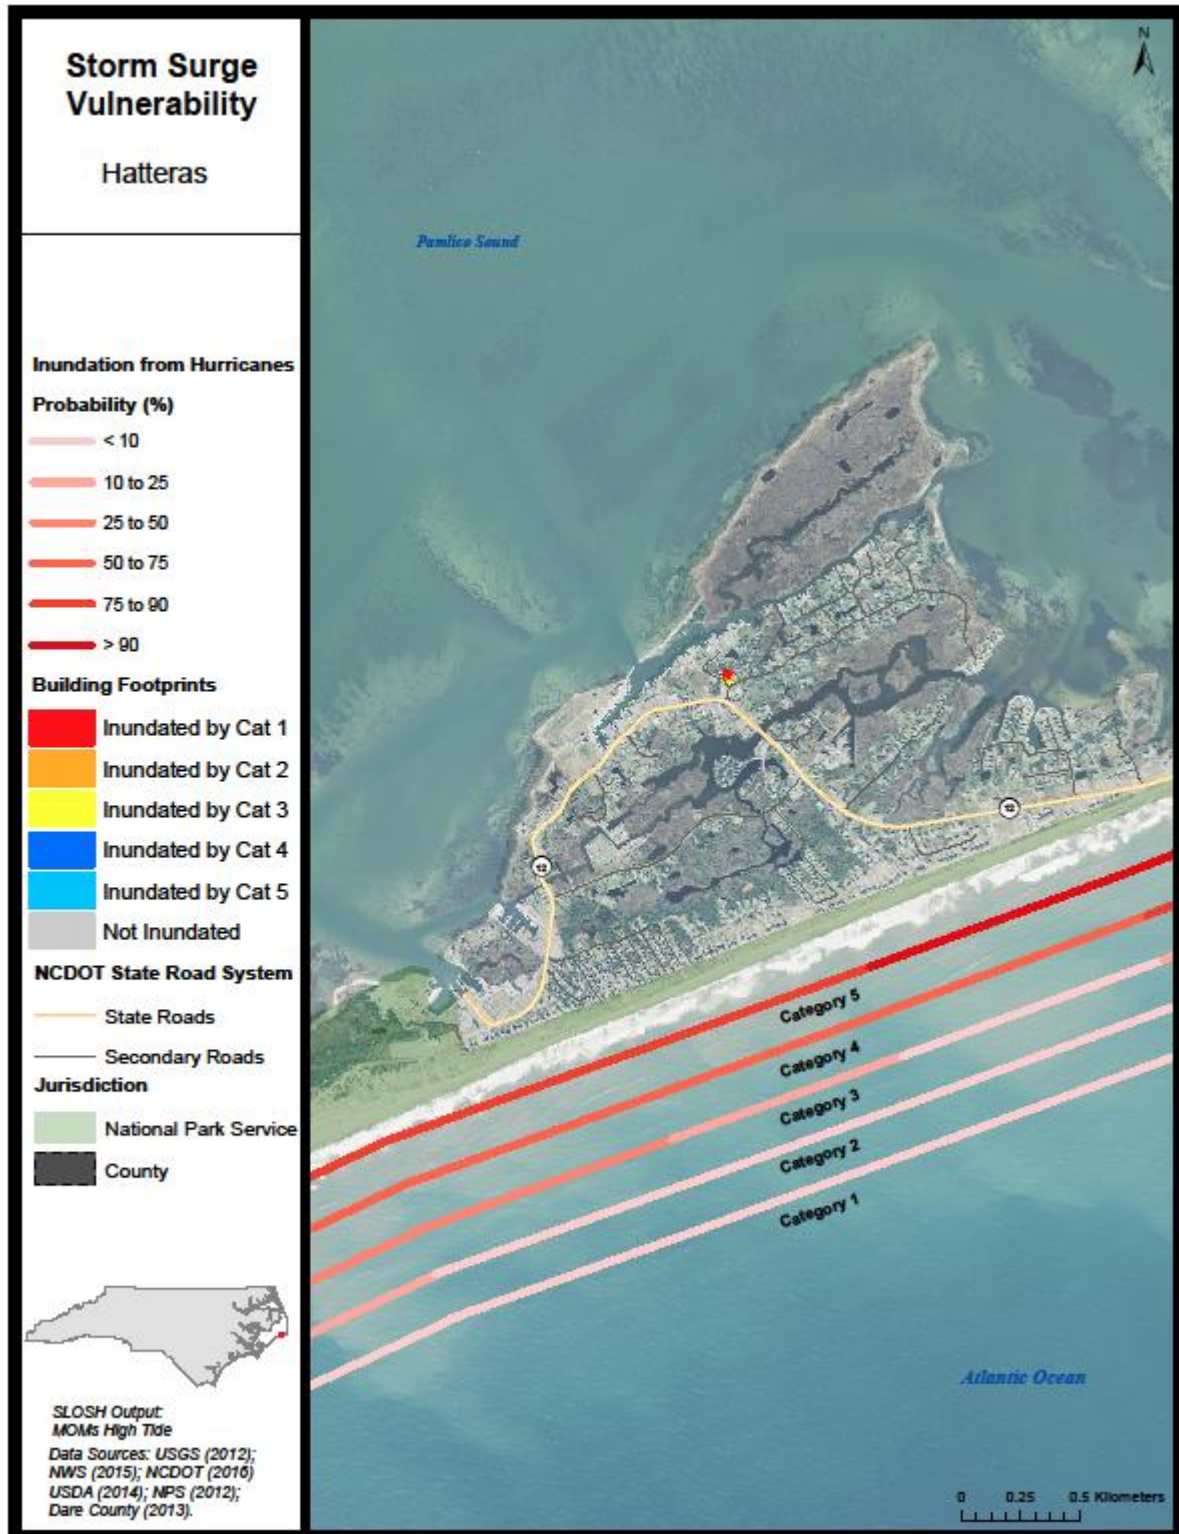 Storm Surge
Vulnerability
Hatteras
Inundation from Hurricanes
Probability (%)
< 10
10 to 25
25 to 50
50 to 75
75 to 90
> 90
Building Footprints
Inundated by Cat 1
Inundated by Cat 2
Inundated by Cat 3
Inundated by Cat 4
Inundated by Cat 5
Not Inundated
NCDOT State Road System
State Roads
Secondary Roads
Jurisdiction
National Park Service
County
SLOSH Output:
MOMs High Tide
Data Sources: USGS (2012);
NWS (2015); NCDOT (2016)
USDA (2014); NPS (2012);
Dare County (2013).
N
Pamlico Sound
12
12
Category 5
Category 4
Category 3
Category 2
Category 1
Atlantic Ocean
0 0.25 0.5 Kilometers